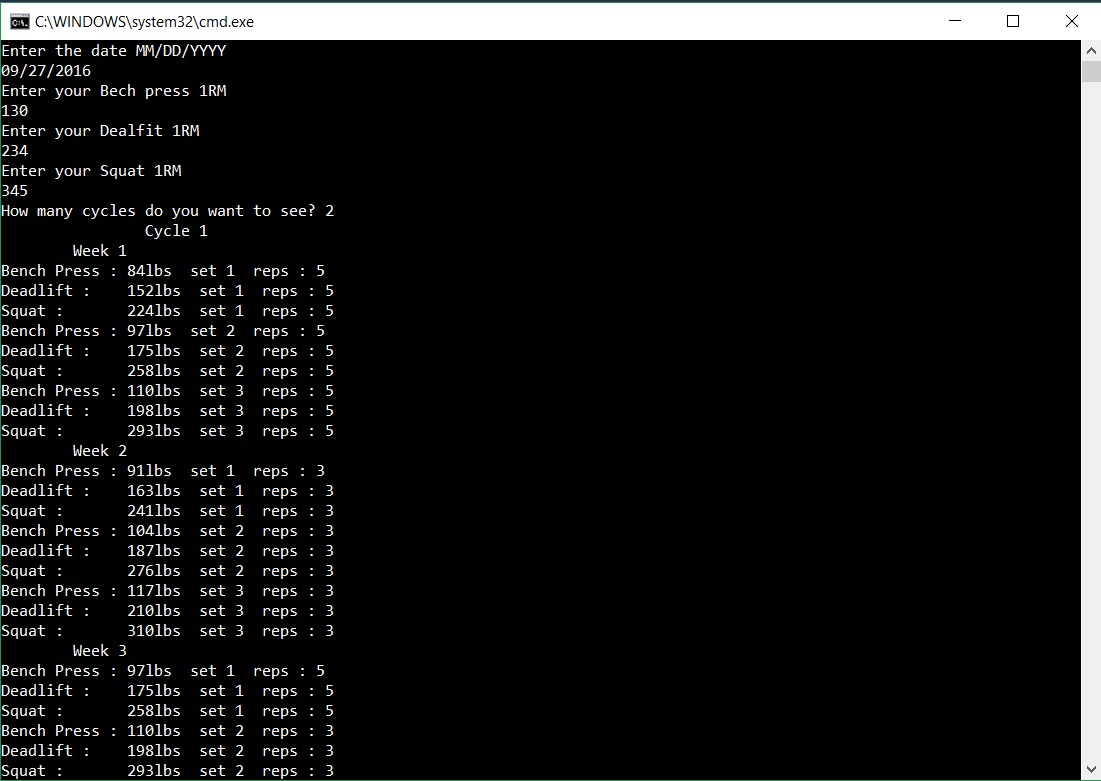 C:\WINDOWS\system32\cmd.exe
Enter the date MM/DD/YYYY
09/27/2016
Enter your Bech press 1RM
130
Enter your Dealfit 1RM
234
Enter your Squat 1RM
345
How many cycles do you want to see? 2
                Cycle 1
        Week 1
Bench Press : 84lbs  set 1  reps : 5
Deadlift :    152lbs  set 1  reps : 5
Squat :       224lbs  set 1  reps : 5
Bench Press : 97lbs  set 2  reps : 5
Deadlift :    175lbs  set 2  reps : 5
Squat :       258lbs  set 2  reps : 5
Bench Press : 110lbs  set 3  reps : 5
Deadlift :    198lbs  set 3  reps : 5
Squat :       293lbs  set 3  reps : 5
        Week 2
Bench Press : 91lbs  set 1  reps : 3
Deadlift :    163lbs  set 1  reps : 3
Squat :       241lbs  set 1  reps : 3
Bench Press : 104lbs  set 2  reps : 3
Deadlift :    187lbs  set 2  reps : 3
Squat :       276lbs  set 2  reps : 3
Bench Press : 117lbs  set 3  reps : 3
Deadlift :    210lbs  set 3  reps : 3
Squat :       310lbs  set 3  reps : 3
        Week 3
Bench Press : 97lbs  set 1  reps : 5
Deadlift :    175lbs  set 1  reps : 5
Squat :       258lbs  set 1  reps : 5
Bench Press : 110lbs  set 2  reps : 3
Deadlift :    198lbs  set 2  reps : 3
Squat :       293lbs  set 2  reps : 3